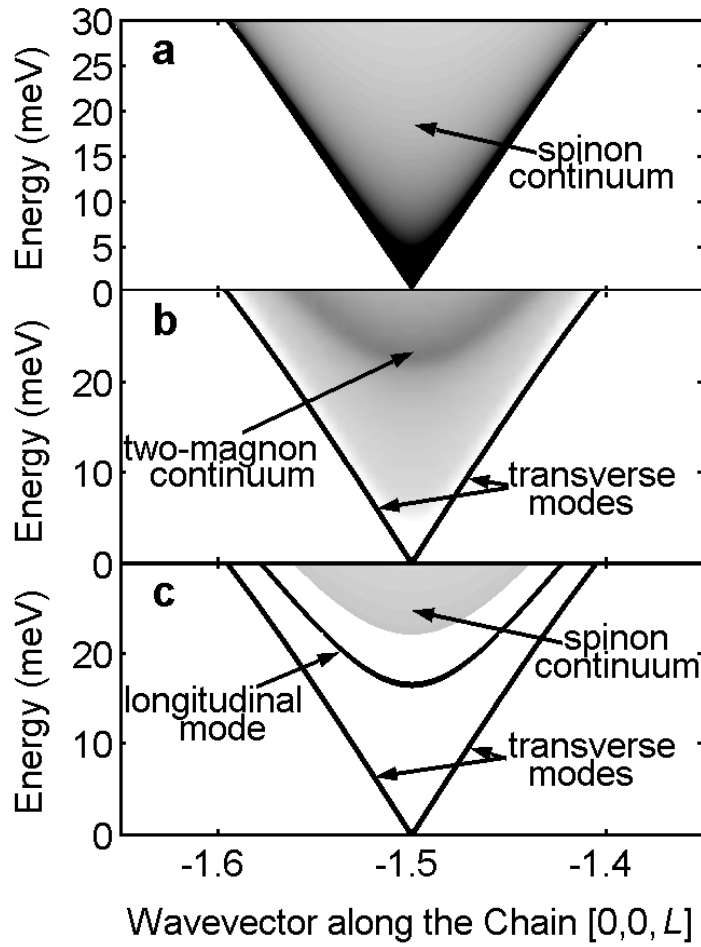 30
a
25
20
15
10
5
0
Energy (meV)
spinon
continuum
b
20
10
0
Energy (meV)
two-magnon
continuum
transverse
modes
c
20
10
0
Energy (meV)
spinon
continuum
longitudinal
mode
transverse
modes
-1.6
-1.5
-1.4
Wavevector along the Chain [0,0, L]